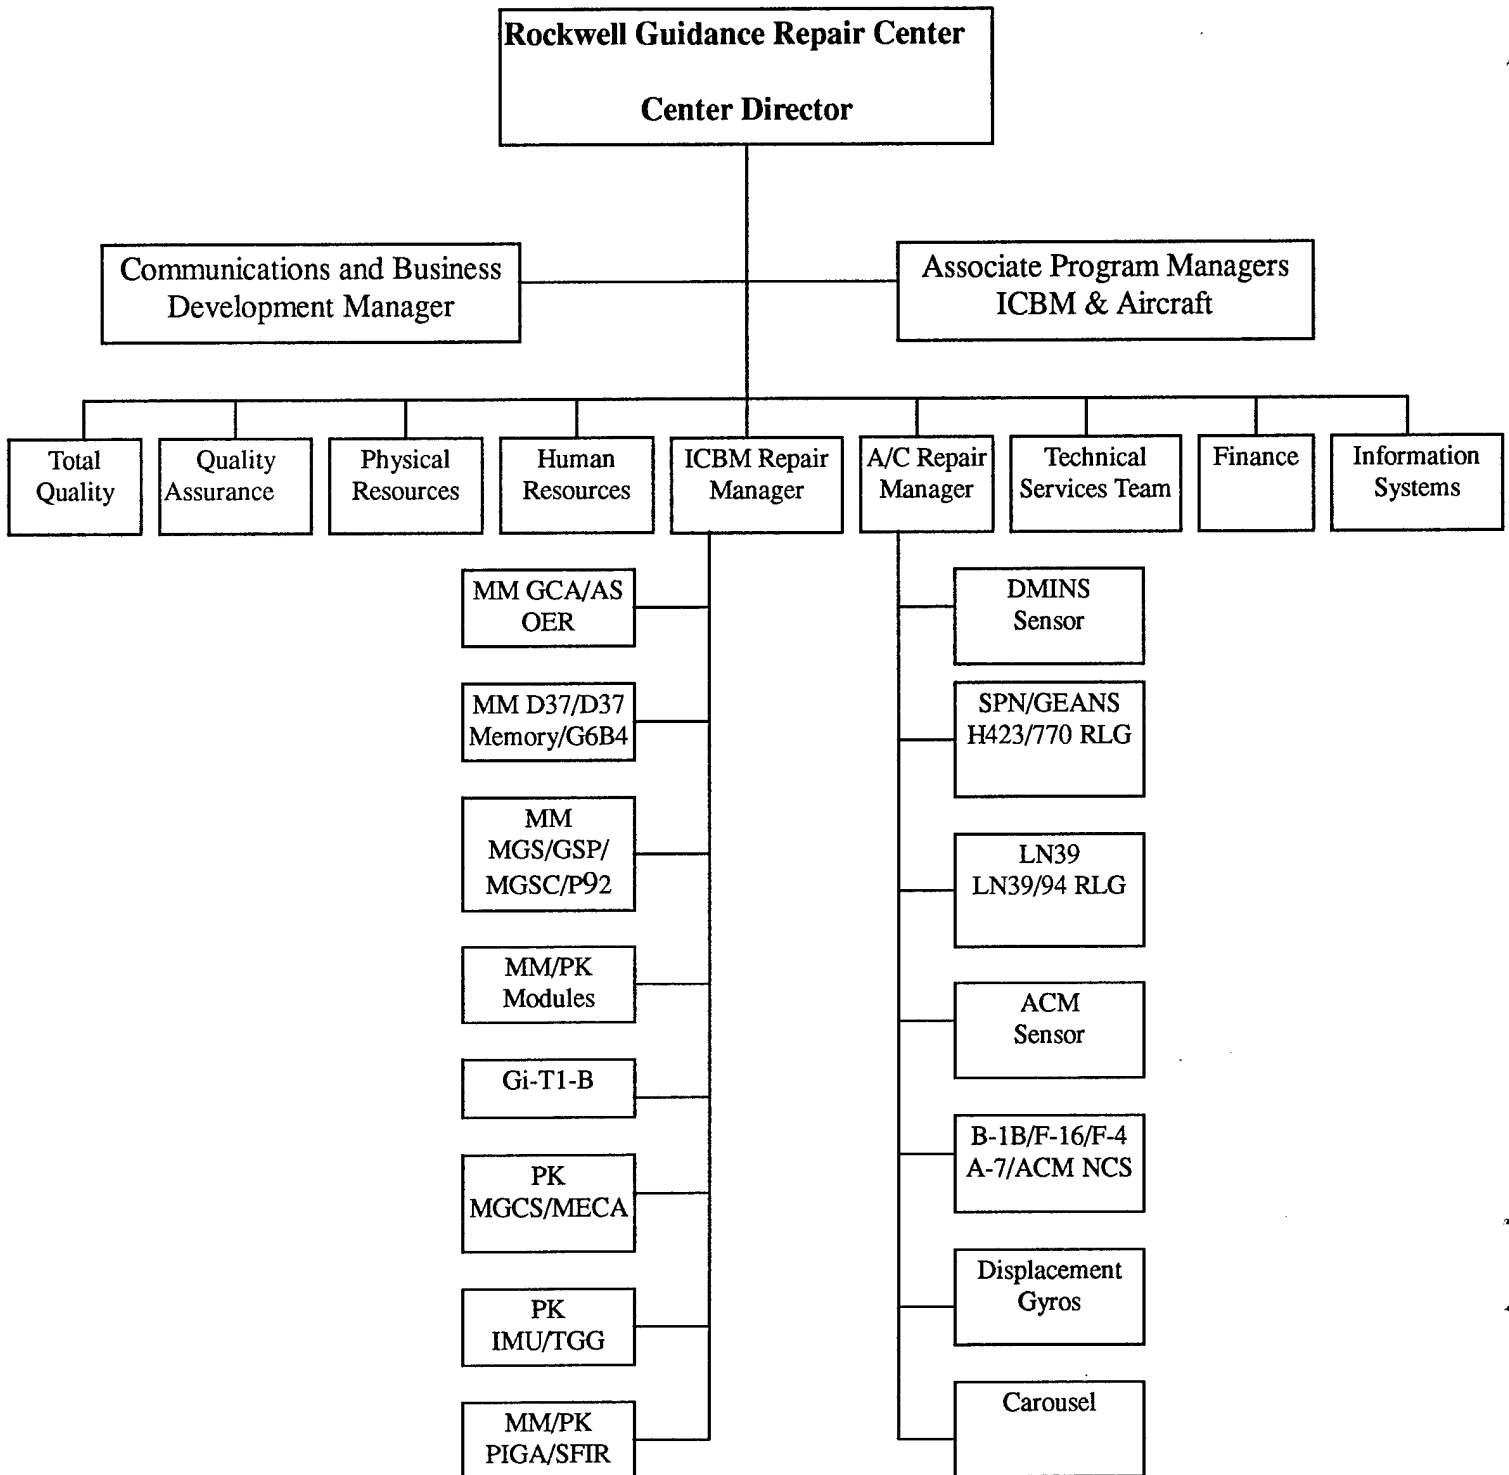 Rockwell Guidance Repair Center
Center Director
Communications and Business
Development Manager
Associate Program Managers
ICBM & Aircraft
Total
Quality
Quality
Assurance
Physical
Resources
Human
Resources
ICBM Repair
Manager
A/C Repair
Manager
Technical
Services Team
Finance
Information
Systems
MM GCA/AS
OER
MM D37/D37
Memory/G6B4
MM
MGS/GSP/
MGSC/P92
MM/PK
Modules
Gi-T1-B
PK
MGCS/MECA
PK
IMU/TGG
MM/PK
PIGA/SFIR
DMINS
Sensor
SPN/GEANS
H423/770 RLG
LN39
LN39/94 RLG
ACM
Sensor
B-1B/F-16/F-4
A-7/ACM NCS
Displacement
Gyros
Carousel